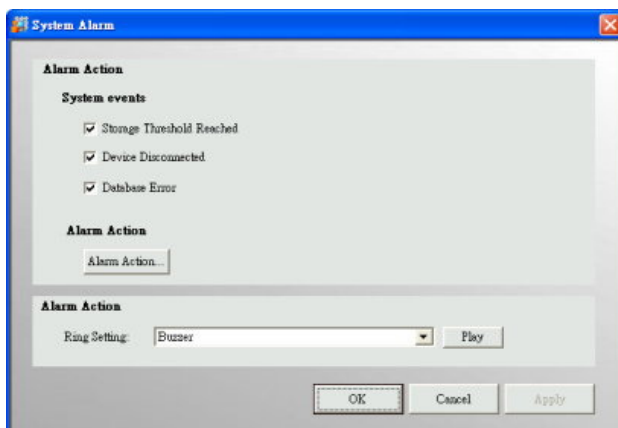 System Alarm
Alarm Action
System events
Storage Threshold Reached
Device Disconnected
Database Error
Alarm Action
Alarm Action...
Alarm Action
Ring Setting: Buzzer Play
OK Cancel Apply